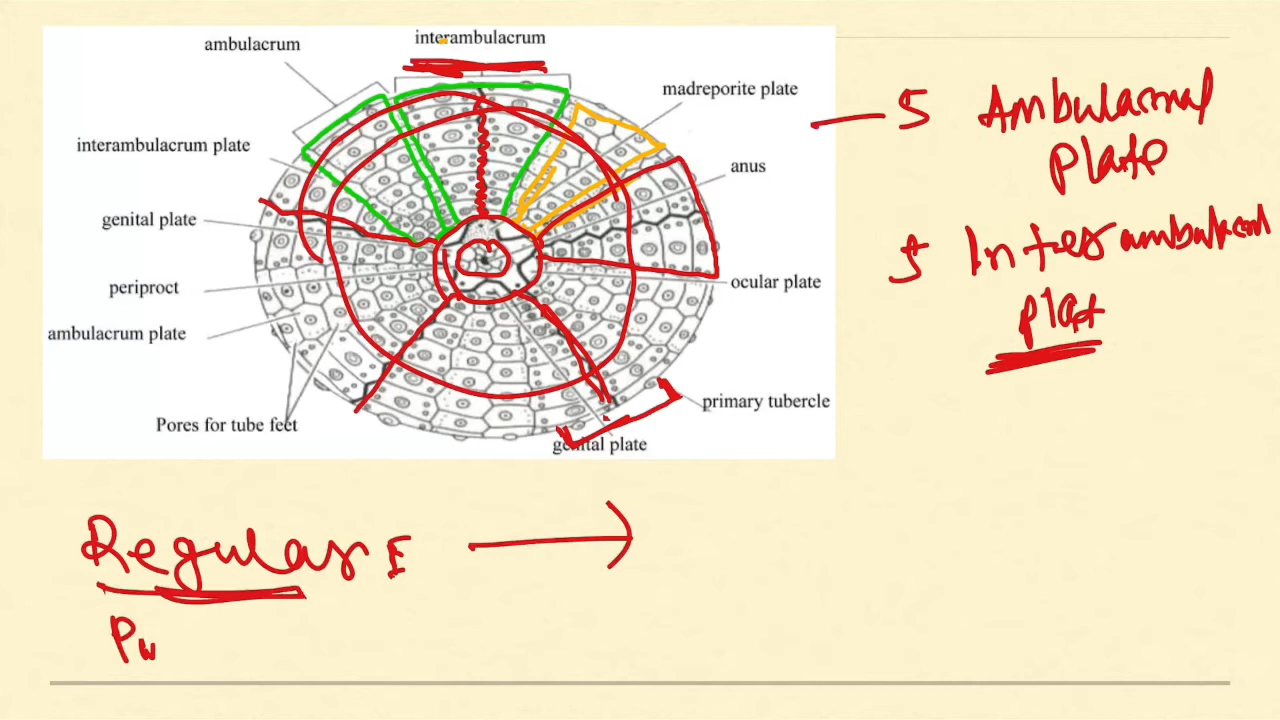 ambulacrum
interambulacrum
madreporite plate
interambulacrum plate
anus
genital plate
periproct
ocular plate
ambulacrum plate
primary tubercle
Pores for tube feet
genital plate
5 Ambulacral
Plate
5 Interambulacral
plat
Regular E